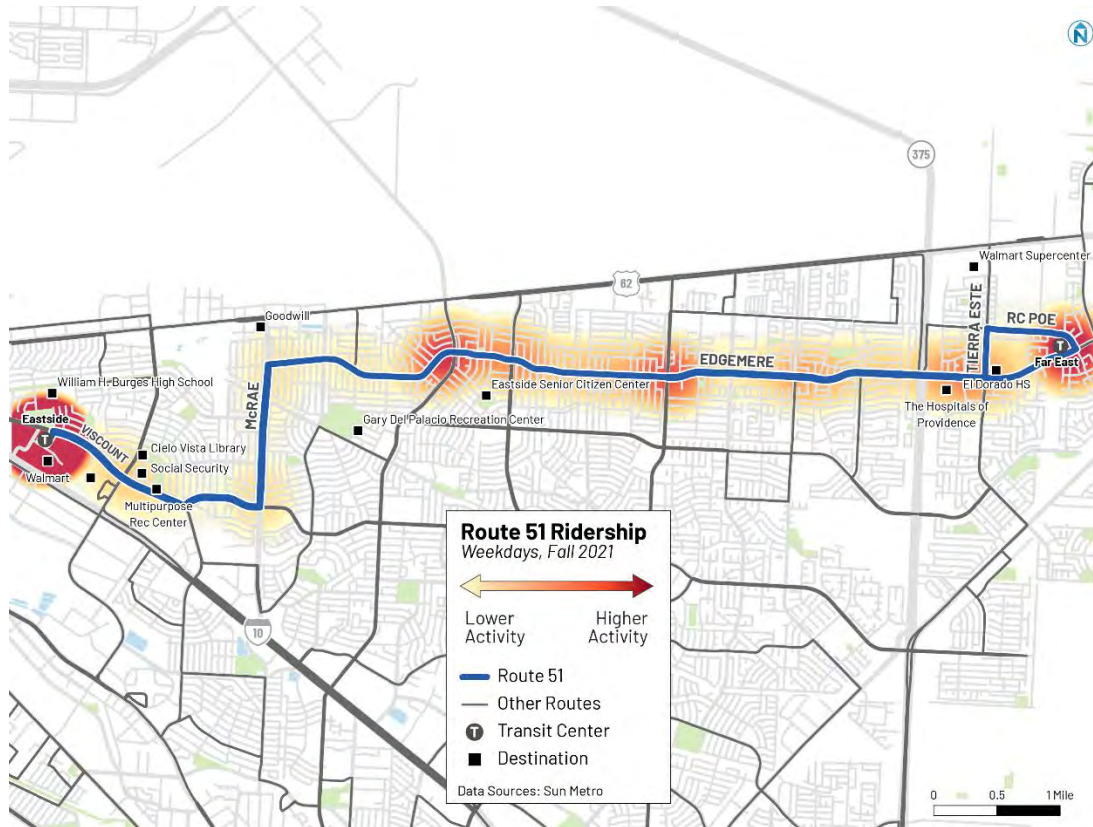 N
375
Walmart Supercenter
62
TIERRA ESTE
RC POE
Goodwill
T
Far East
EDGEMERE
McRAE
William H. Burges High School
Eastside Senior Citizen Center
El Dorado HS
The Hospitals of
Providence
Eastside
T
VISCOUNT
Gary Del Palacio Recreation Center
Cielo Vista Library
Social Security
Walmart
Multipurpose
Rec Center
10
Route 51 Ridership
Weekdays, Fall 2021
Lower
Activity
Higher
Activity
Route 51
Other Routes
T
Transit Center
Destination
Data Sources: Sun Metro
0
0.5
1 Mile